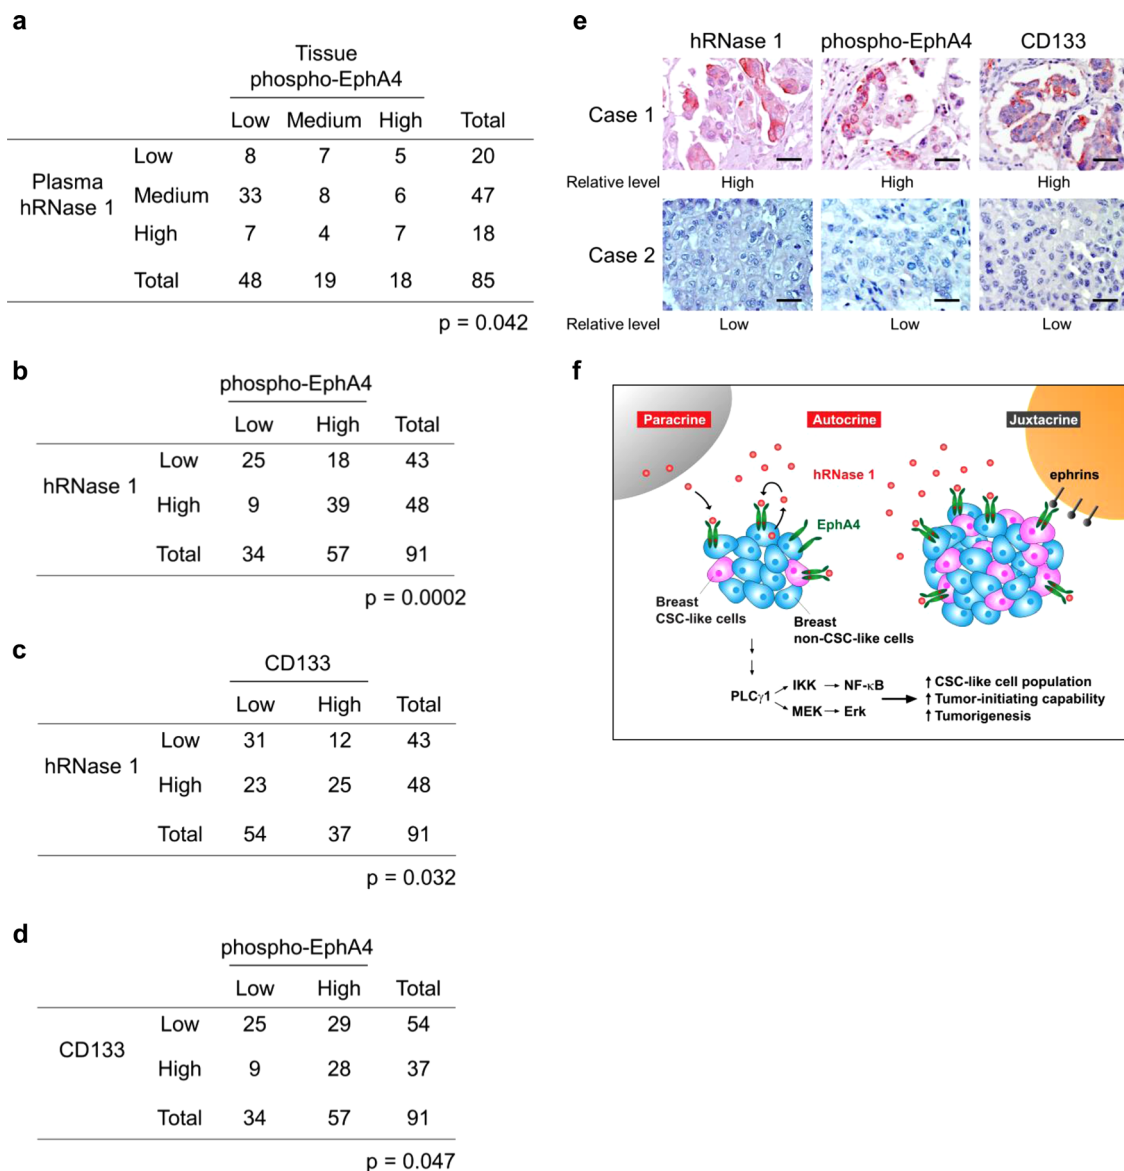 a
Tissue
phospho-EphA4
Low Medium High Total
Plasma
hRNase 1
Low 8 7 5 20
Medium 33 8 6 47
High 7 4 7 18
Total 48 19 18 85
p = 0.042
b
phospho-EphA4
Low High Total
hRNase 1
Low 25 18 43
High 9 39 48
Total 34 57 91
p = 0.0002
c
CD133
Low High Total
hRNase 1
Low 31 12 43
High 23 25 48
Total 54 37 91
p = 0.032
d
phospho-EphA4
Low High Total
CD133
Low 25 29 54
High 9 28 37
Total 34 57 91
p = 0.047
e
hRNase 1 phospho-EphA4 CD133
Case 1
Relative level High High High
Case 2
Relative level Low Low Low
f
Paracrine Autocrine Juxtacrine
hRNase 1
ephrins
EphA4
Breast
CSC-like cells
Breast
non-CSC-like cells
PLCγ1
IKK → NF-κB
MEK → Erk
↑ CSC-like cell population
↑ Tumor-initiating capability
↑ Tumorigenesis